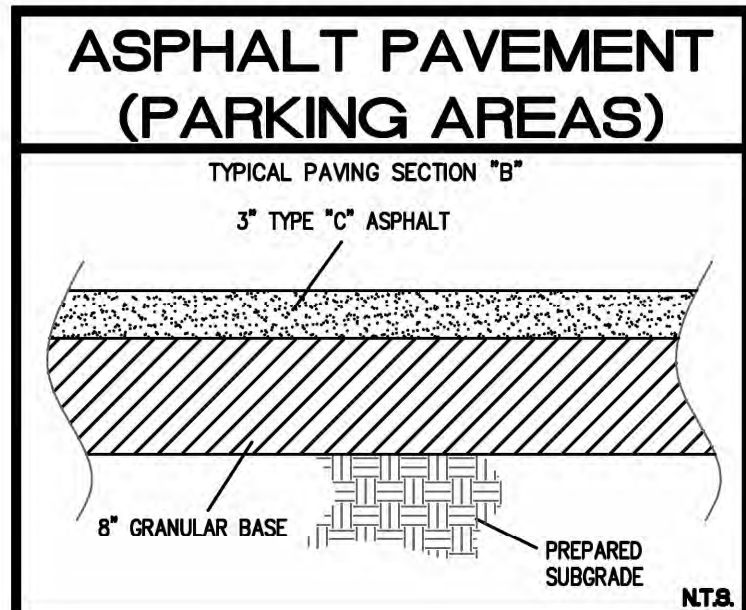 ASPHALT PAVEMENT
(PARKING AREAS)
TYPICAL PAVING SECTION "B"
3" TYPE "C" ASPHALT
8" GRANULAR BASE
PREPARED
SUBGRADE
N.T.S.